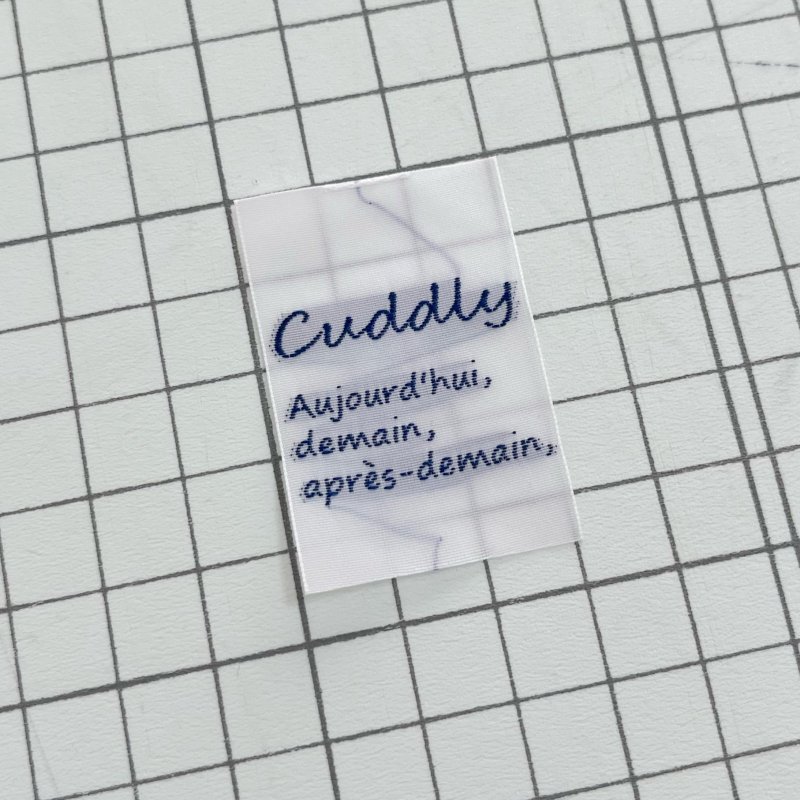 Cuddly
Aujourd'hui,
demain,
après-demain,